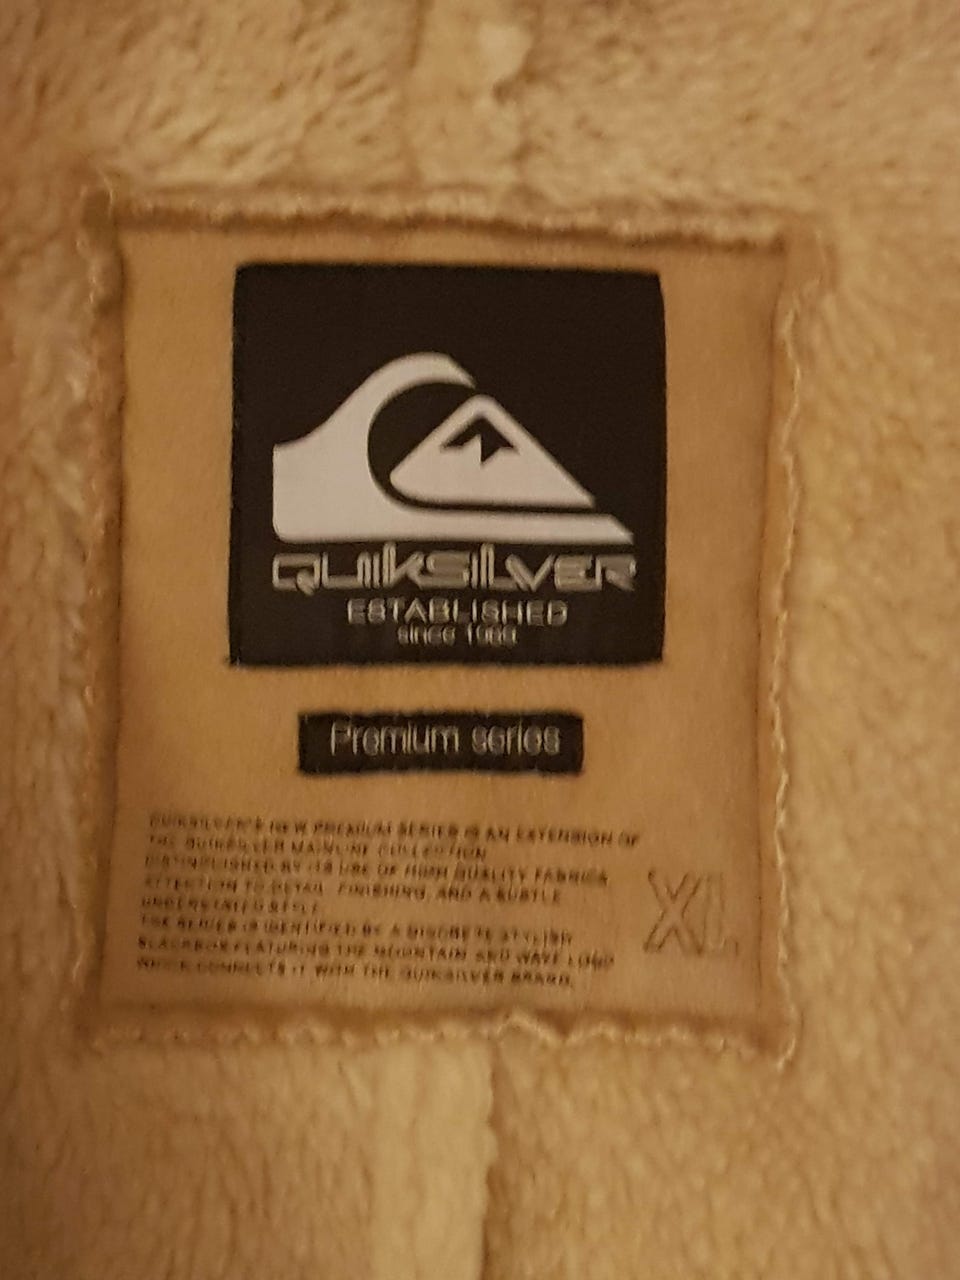 QUIKSILVER
ESTABLISHED
since 1969
Premium series
QUIKSILVER'S NEW PREMIUM SERIES IS AN EXTENSION OF
THE QUIKSILVER MAINLINE COLLECTION
DISTINGUISHED BY ITS USE OF HIGH QUALITY FABRICS
ATTENTION TO DETAIL, FINISHING, AND A SUBTLE
UNDERSTATED STYLE.
THE SERIES IS IDENTIFIED BY A DISCRETE STYLISH
BLACKBOX FEATURING THE MOUNTAIN AND WAVE LOGO
WHICH CONNECTS IT WITH THE QUIKSILVER BRAND.
XL